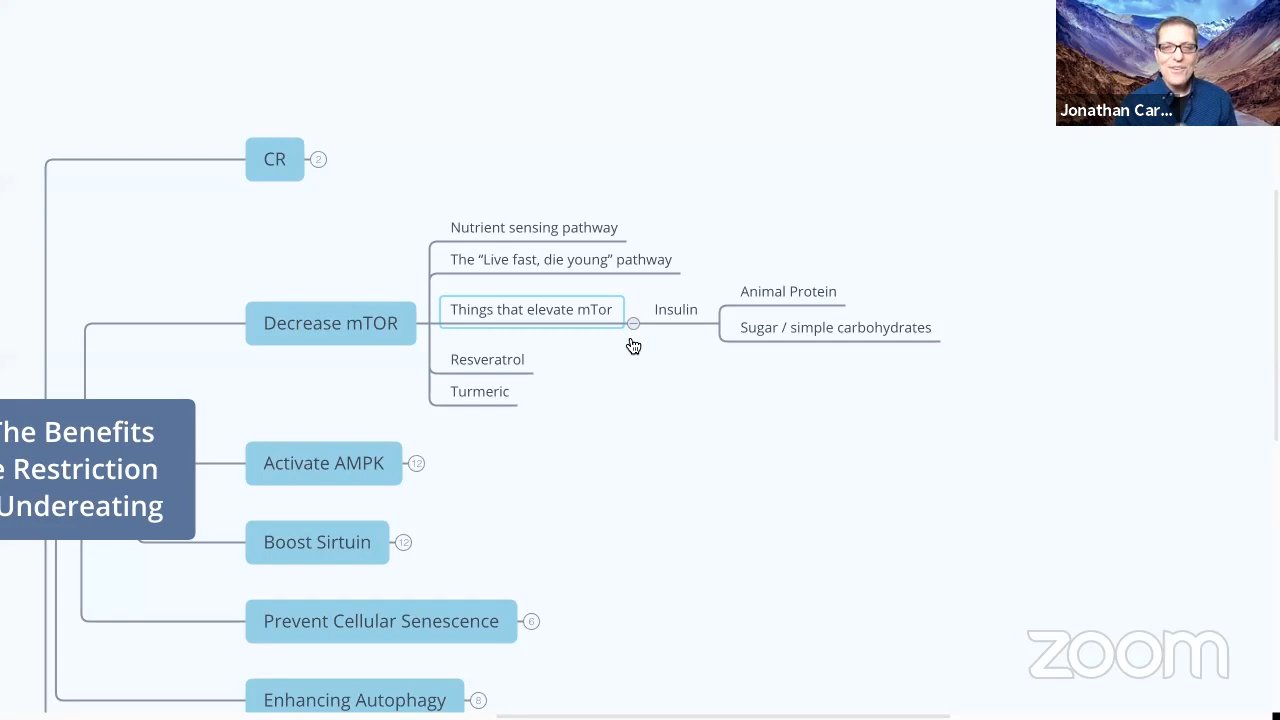 Jonathan Car...
CR
2
Nutrient sensing pathway
The “Live fast, die young” pathway
Things that elevate mTor
Insulin
Animal Protein
Sugar / simple carbohydrates
Decrease mTOR
Resveratrol
Turmeric
The Benefits
e Restriction
Undereating
Activate AMPK
12
Boost Sirtuin
12
Prevent Cellular Senescence
6
Enhancing Autophagy
8
zoom